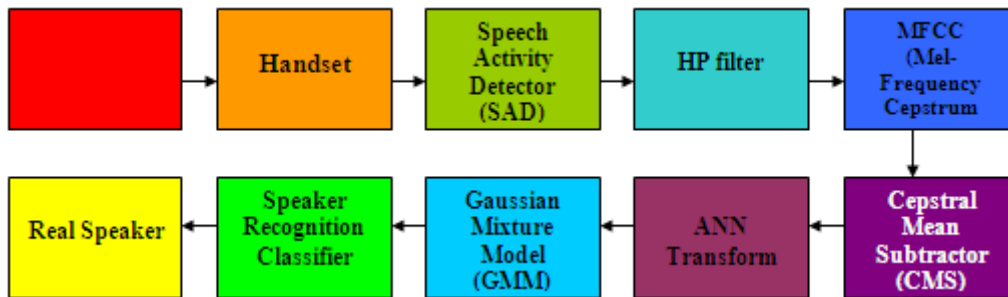 Handset
Speech
Activity
Detector
(SAD)
HP filter
MFCC
(Mel-
Frequency
Cepstrum
Real Speaker
Speaker
Recognition
Classifier
Gaussian
Mixture
Model
(GMM)
ANN
Transform
Cepstral
Mean
Subtractor
(CMS)